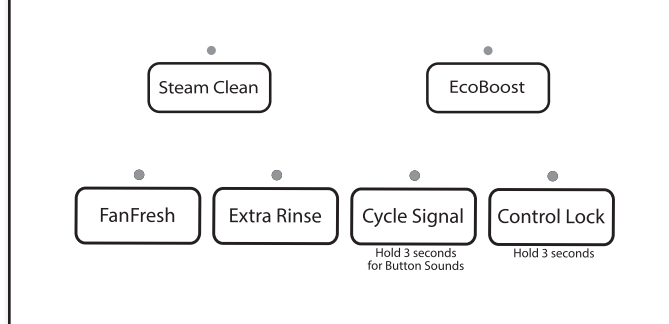 Steam Clean
EcoBoost
FanFresh
Extra Rinse
Cycle Signal
Control Lock
Hold 3 seconds
for Button Sounds
Hold 3 seconds